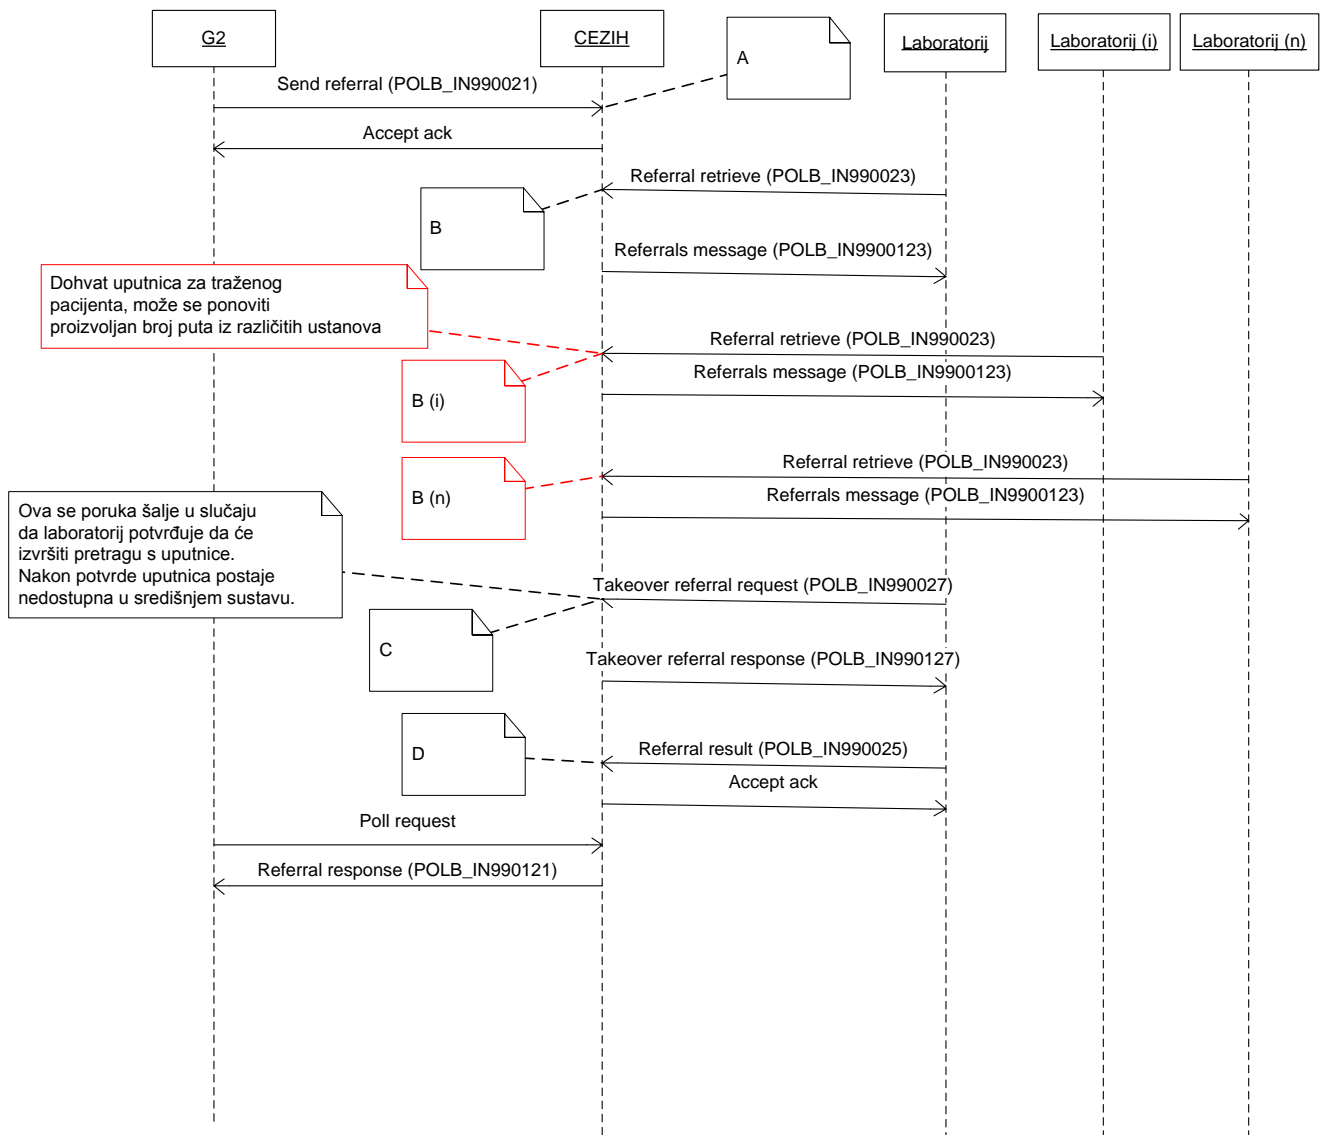 G2
CEZIH
A
Laboratorij
Laboratorij (i)
Laboratorij (n)
Send referral (POLB_IN990021)
Accept ack
Referral retrieve (POLB_IN990023)
B
Referrals message (POLB_IN9900123)
Dohvat uputnica za traženog
pacijenta, može se ponoviti
proizvoljan broj puta iz različitih ustanova
Referral retrieve (POLB_IN990023)
Referrals message (POLB_IN9900123)
B (i)
Referral retrieve (POLB_IN990023)
B (n)
Referrals message (POLB_IN9900123)
Ova se poruka šalje u slučaju
da laboratorij potvrđuje da će
izvršiti pretragu s uputnice.
Nakon potvrde uputnica postaje
nedostupna u središnjem sustavu.
Takeover referral request (POLB_IN990027)
C
Takeover referral response (POLB_IN990127)
D
Referral result (POLB_IN990025)
Accept ack
Poll request
Referral response (POLB_IN990121)